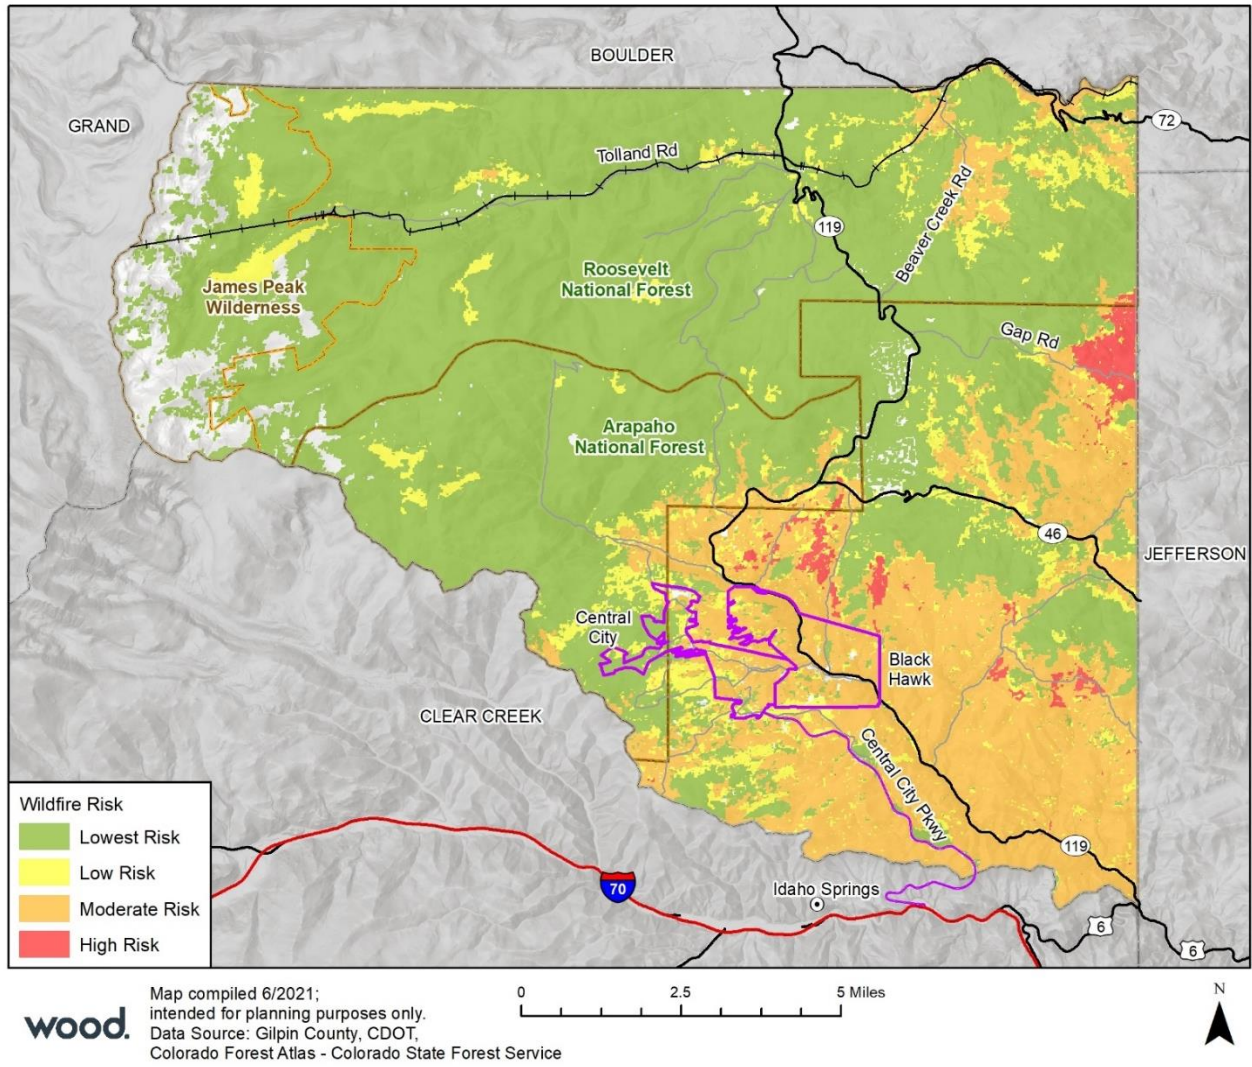 BOULDER
GRAND
72
Tolland Rd
Beaver Creek Rd
119
James Peak
Wilderness
Roosevelt
National Forest
Gap Rd
Arapaho
National Forest
46
JEFFERSON
Central
City
Black
Hawk
CLEAR CREEK
Central City Pkwy
119
Wildfire Risk
Lowest Risk
Low Risk
Moderate Risk
High Risk
70
Idaho Springs
6
6
wood.
Map compiled 6/2021;
intended for planning purposes only.
Data Source: Gilpin County, CDOT,
Colorado Forest Atlas - Colorado State Forest Service
0 2.5 5 Miles
N